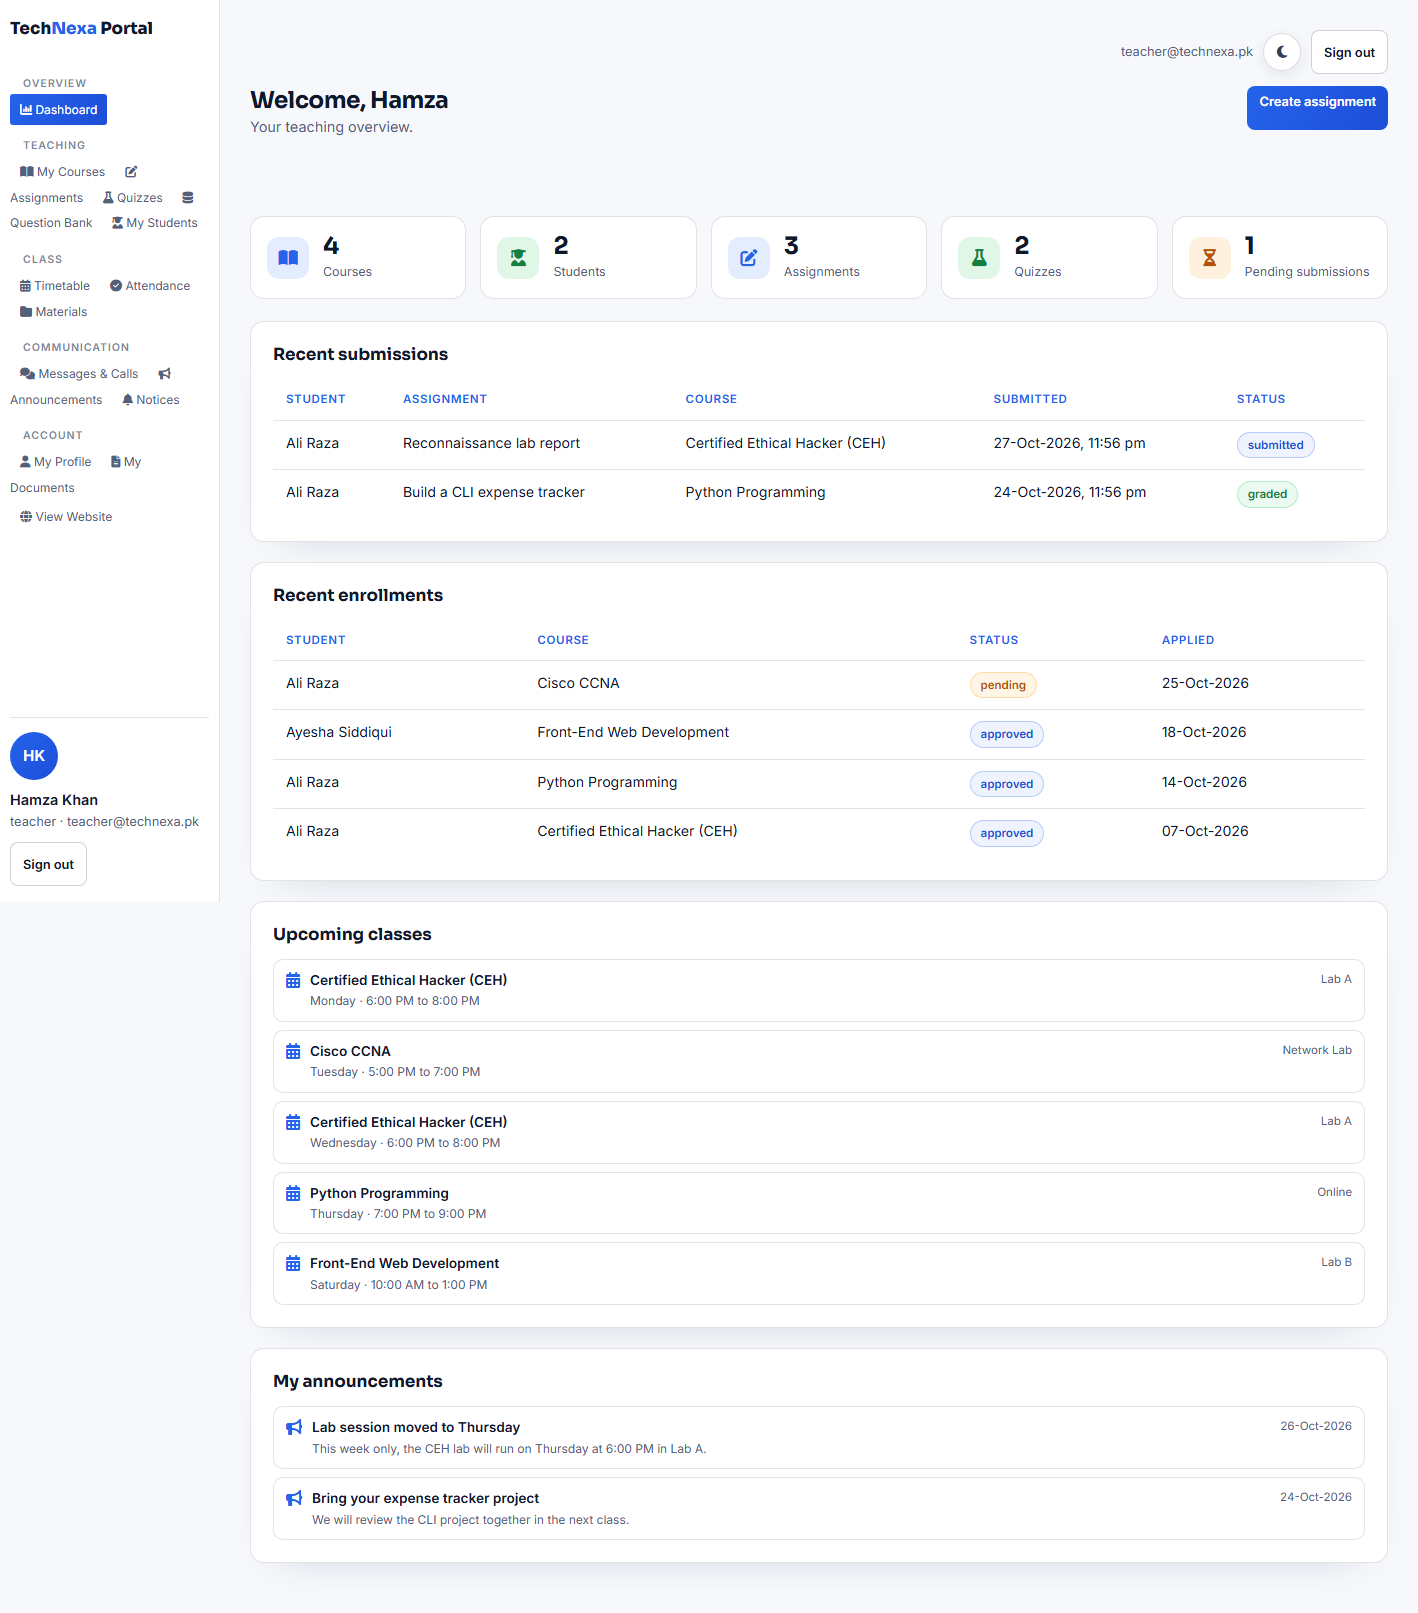 TechNexa Portal
OVERVIEW
Dashboard
TEACHING
My Courses
Assignments Quizzes
Question Bank My Students
CLASS
Timetable Attendance
Materials
COMMUNICATION
Messages & Calls
Announcements Notices
ACCOUNT
My Profile My
Documents
View Website
HK
Hamza Khan
teacher · teacher@technexa.pk
Sign out
teacher@technexa.pk Sign out
Welcome, Hamza
Your teaching overview.
Create assignment
4
Courses
2
Students
3
Assignments
2
Quizzes
1
Pending submissions
Recent submissions
STUDENT ASSIGNMENT COURSE SUBMITTED STATUS
Ali Raza Reconnaissance lab report Certified Ethical Hacker (CEH) 27-Oct-2026, 11:56 pm submitted
Ali Raza Build a CLI expense tracker Python Programming 24-Oct-2026, 11:56 pm graded
Recent enrollments
STUDENT COURSE STATUS APPLIED
Ali Raza Cisco CCNA pending 25-Oct-2026
Ayesha Siddiqui Front-End Web Development approved 18-Oct-2026
Ali Raza Python Programming approved 14-Oct-2026
Ali Raza Certified Ethical Hacker (CEH) approved 07-Oct-2026
Upcoming classes
Certified Ethical Hacker (CEH) Lab A
Monday · 6:00 PM to 8:00 PM
Cisco CCNA Network Lab
Tuesday · 5:00 PM to 7:00 PM
Certified Ethical Hacker (CEH) Lab A
Wednesday · 6:00 PM to 8:00 PM
Python Programming Online
Thursday · 7:00 PM to 9:00 PM
Front-End Web Development Lab B
Saturday · 10:00 AM to 1:00 PM
My announcements
Lab session moved to Thursday 26-Oct-2026
This week only, the CEH lab will run on Thursday at 6:00 PM in Lab A.
Bring your expense tracker project 24-Oct-2026
We will review the CLI project together in the next class.